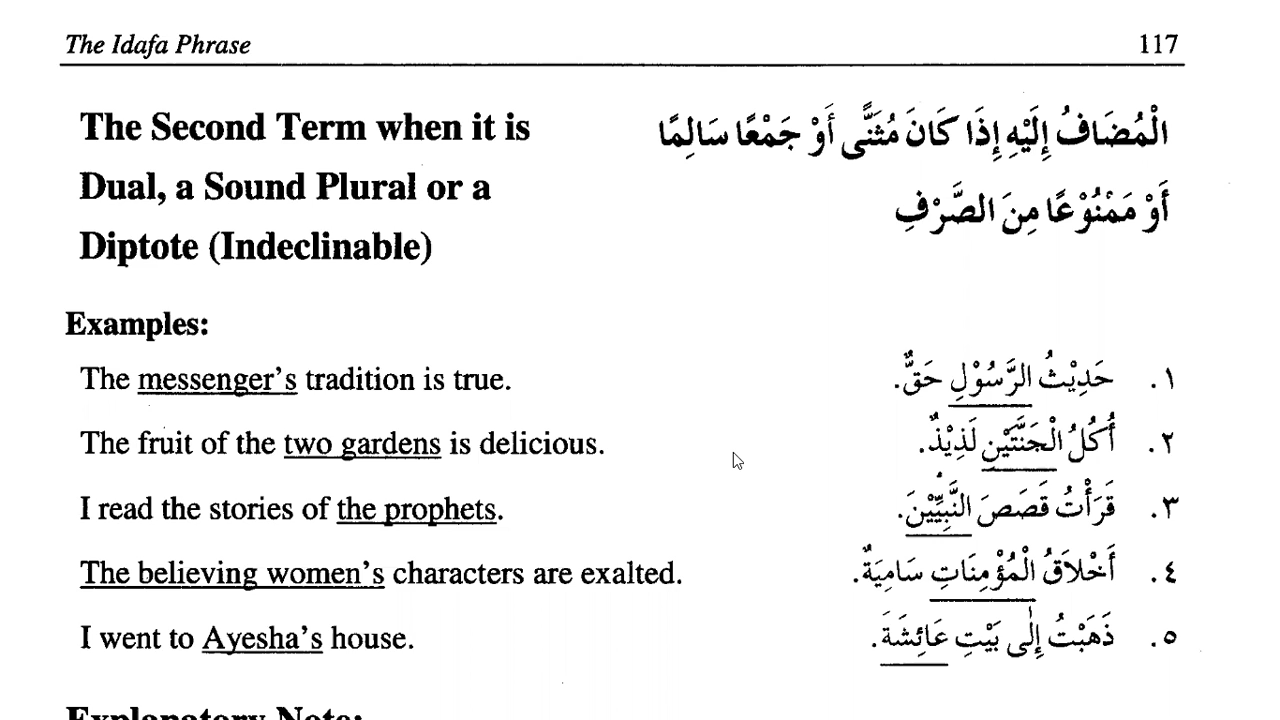 The Idafa Phrase 117
The Second Term when it is
Dual, a Sound Plural or a
Diptote (Indeclinable)
الْمُضَافُ إِلَيْهِ إِذَا كَانَ مُثَنًّى أَوْ جَمْعًا سَالِمًا
أَوْ مَمْنُوْعًا مِنَ الصَّرْفِ
Examples:
The messenger's tradition is true.
١. حَدِيْثُ الرَّسُوْلِ حَقٌّ.
The fruit of the two gardens is delicious.
٢. أُكُلُ الْجَنَّتَيْنِ لَذِيْذٌ.
I read the stories of the prophets.
٣. قَرَأْتُ قَصَصَ النَّبِيِّيْنَ.
The believing women's characters are exalted.
٤. أَخْلاَقُ الْمُؤْمِنَاتِ سَامِيَةٌ.
I went to Ayesha's house.
٥. ذَهَبْتُ إِلٰى بَيْتِ عَائِشَةَ.
Explanatory Note: